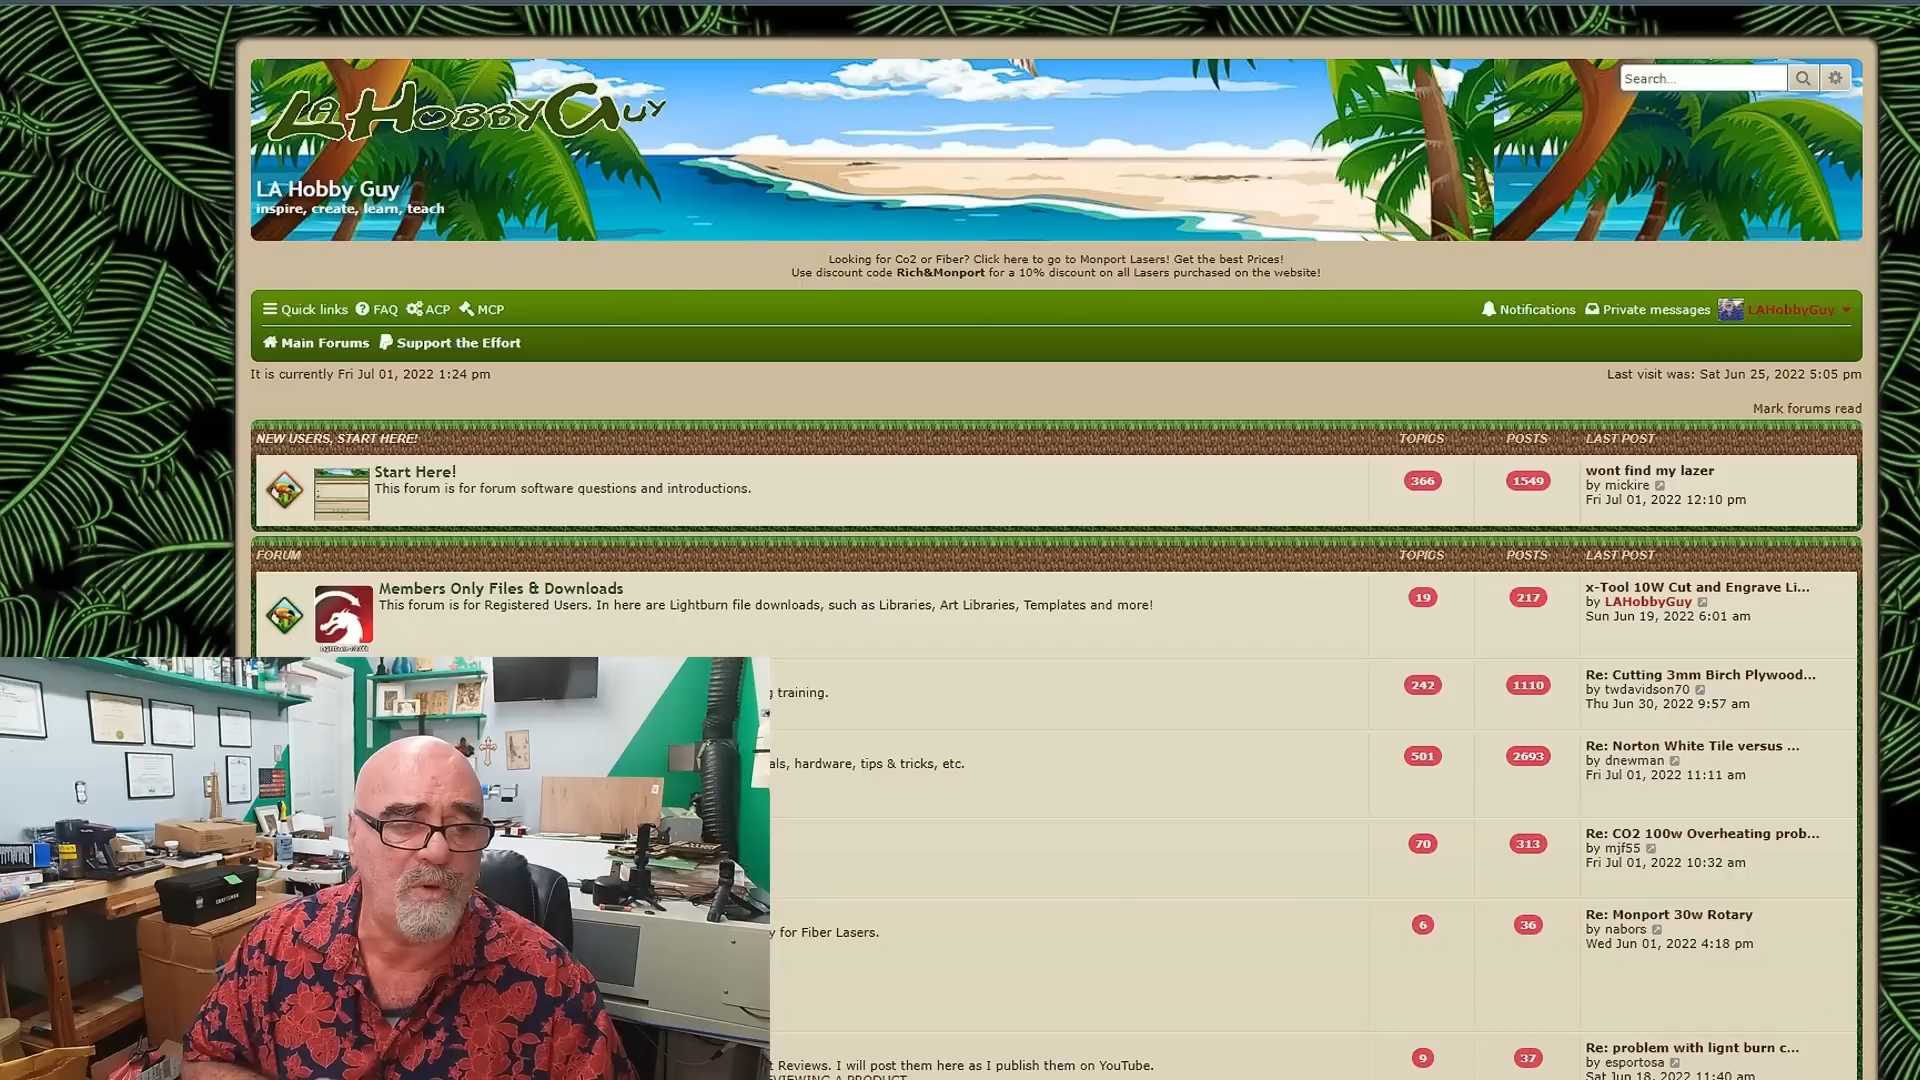 LA HOBBY GUY
Search...
LA Hobby Guy
inspire, create, learn, teach
Looking for Co2 or Fiber? Click here to go to Monport Lasers! Get the best Prices!
Use discount code Rich&Monport for a 10% discount on all Lasers purchased on the website!
Quick links FAQ ACP MCP
Notifications Private messages LAHobbyGuy
Main Forums Support the Effort
It is currently Fri Jul 01, 2022 1:24 pm
Last visit was: Sat Jun 25, 2022 5:05 pm
Mark forums read
NEW USERS, START HERE! TOPICS POSTS LAST POST
Start Here!
This forum is for forum software questions and introductions.
366 1549
wont find my lazer
by mickire
Fri Jul 01, 2022 12:10 pm
FORUM TOPICS POSTS LAST POST
Members Only Files & Downloads
This forum is for Registered Users. In here are Lightburn file downloads, such as Libraries, Art Libraries, Templates and more!
19 217
x-Tool 10W Cut and Engrave Li...
by LAHobbyGuy
Sun Jun 19, 2022 6:01 am
training.
242 1110
Re: Cutting 3mm Birch Plywood...
by twdavidson70
Thu Jun 30, 2022 9:57 am
als, hardware, tips & tricks, etc.
501 2693
Re: Norton White Tile versus ...
by dnewman
Fri Jul 01, 2022 11:11 am
70 313
Re: CO2 100w Overheating prob...
by mjf55
Fri Jul 01, 2022 10:32 am
y for Fiber Lasers.
6 36
Re: Monport 30w Rotary
by nabors
Wed Jun 01, 2022 4:18 pm
t Reviews. I will post them here as I publish them on YouTube.
9 37
Re: problem with lignt burn c...
by esportosa
Sat Jun 18, 2022 11:40 am
VIEWING A PRODUCT
CRAFTSMAN